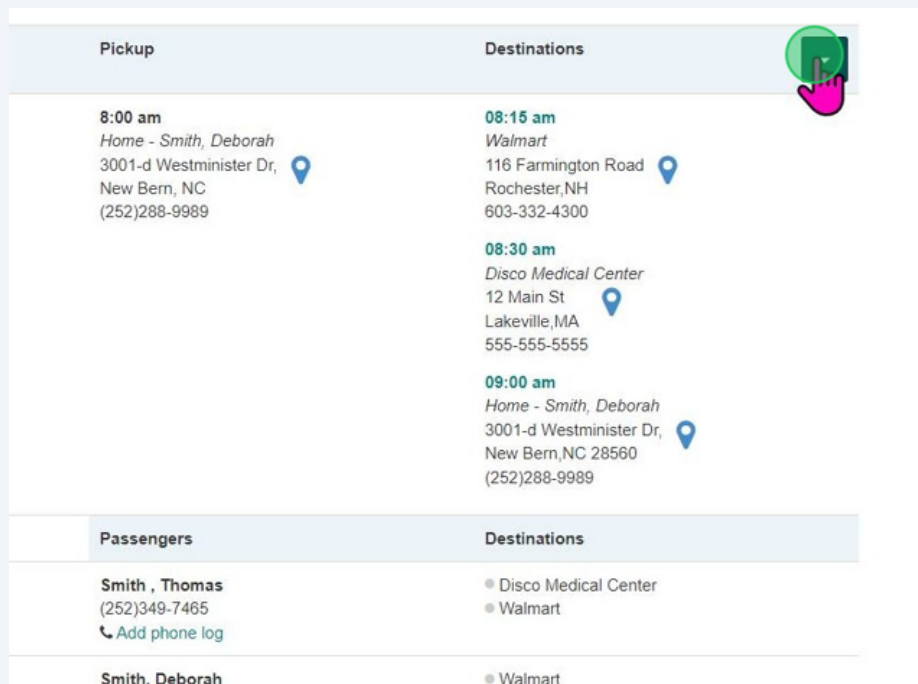 Pickup
Destinations
8:00 am
Home - Smith, Deborah
3001-d Westminister Dr,
New Bern, NC
(252)288-9989
08:15 am
Walmart
116 Farmington Road
Rochester,NH
603-332-4300
08:30 am
Disco Medical Center
12 Main St
Lakeville,MA
555-555-5555
09:00 am
Home - Smith, Deborah
3001-d Westminister Dr,
New Bern,NC 28560
(252)288-9989
Passengers
Destinations
Smith , Thomas
(252)349-7465
Add phone log
Disco Medical Center
Walmart
Smith, Deborah
Walmart